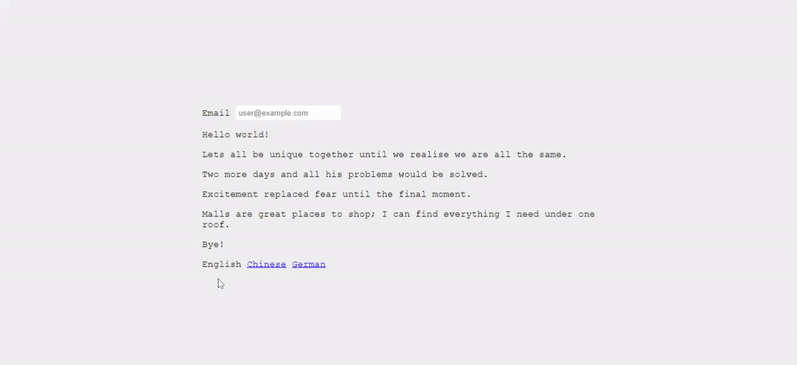 Email user@example.com
Hello world!
Lets all be unique together until we realise we are all the same.
Two more days and all his problems would be solved.
Excitement replaced fear until the final moment.
Malls are great places to shop; I can find everything I need under one
roof.
Bye!
English Chinese German